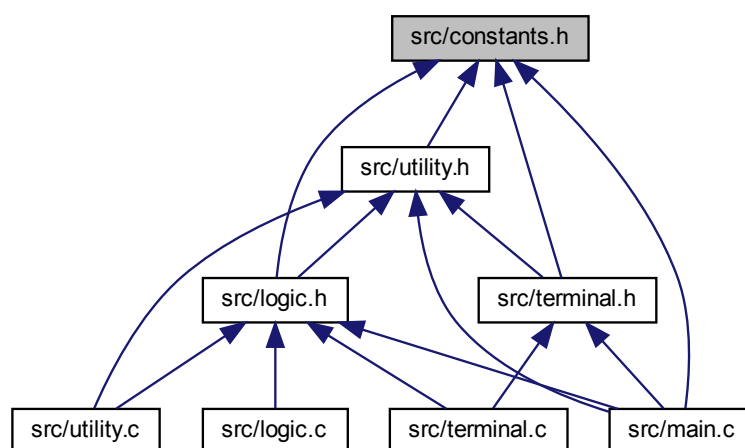 src/constants.h
src/utility.h
src/logic.h
src/terminal.h
src/utility.c
src/logic.c
src/terminal.c
src/main.c